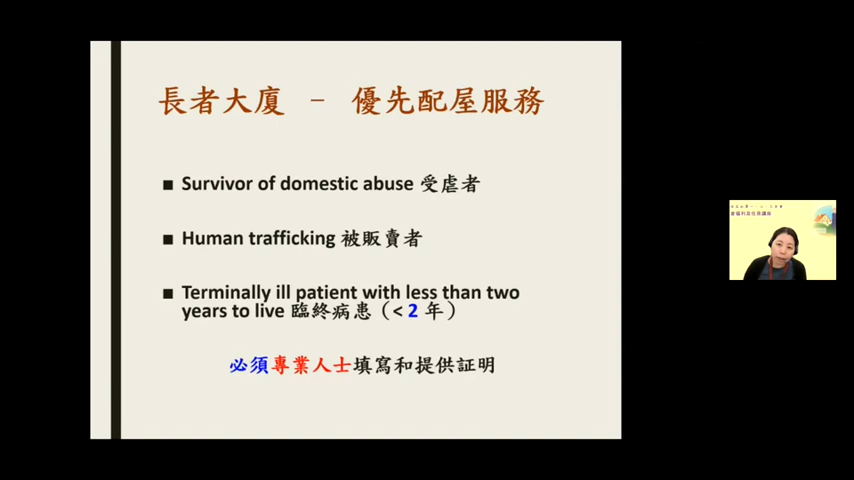 長者大廈 – 優先配屋服務
■ Survivor of domestic abuse 受虐者
■ Human trafficking 被販賣者
■ Terminally ill patient with less than two
years to live 臨終病患（< 2 年）
必須專業人士填寫和提供証明